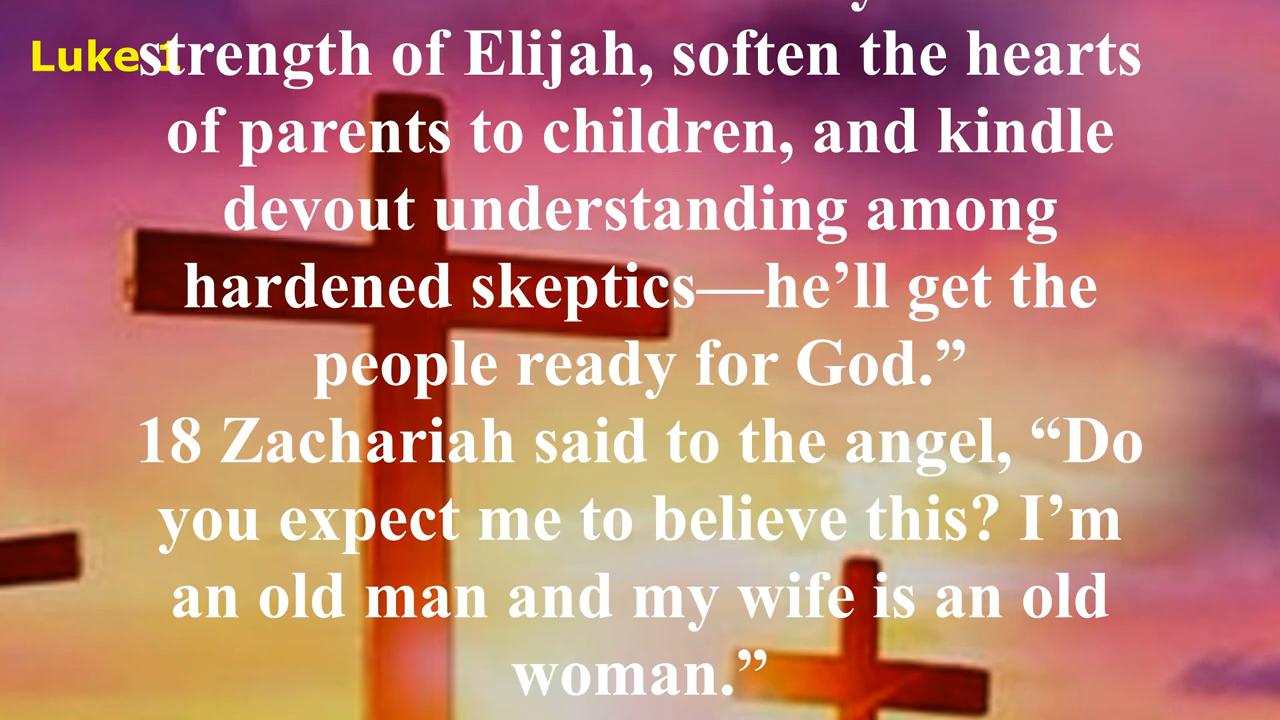 Luke 1
strength of Elijah, soften the hearts
of parents to children, and kindle
devout understanding among
hardened skeptics—he’ll get the
people ready for God.”
18 Zachariah said to the angel, “Do
you expect me to believe this? I’m
an old man and my wife is an old
woman.”